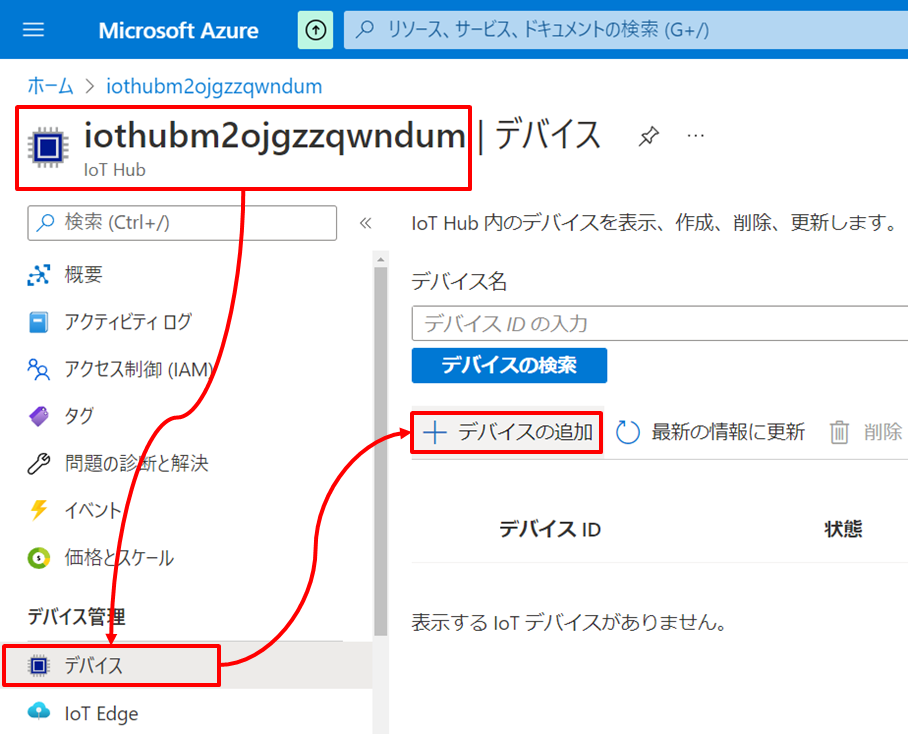 Microsoft Azure
リソース、サービス、ドキュメントの検索 (G+/)
ホーム > iothubm2ojgzzqwndum
iothubm2ojgzzqwndum | デバイス
IoT Hub
検索 (Ctrl+/)
概要
アクティビティ ログ
アクセス制御 (IAM)
タグ
問題の診断と解決
イベント
価格とスケール
デバイス管理
デバイス
IoT Edge
IoT Hub 内のデバイスを表示、作成、削除、更新します。
デバイス名
デバイス ID の入力
デバイスの検索
デバイスの追加 最新の情報に更新 削除
デバイス ID 状態
表示する IoT デバイスがありません。